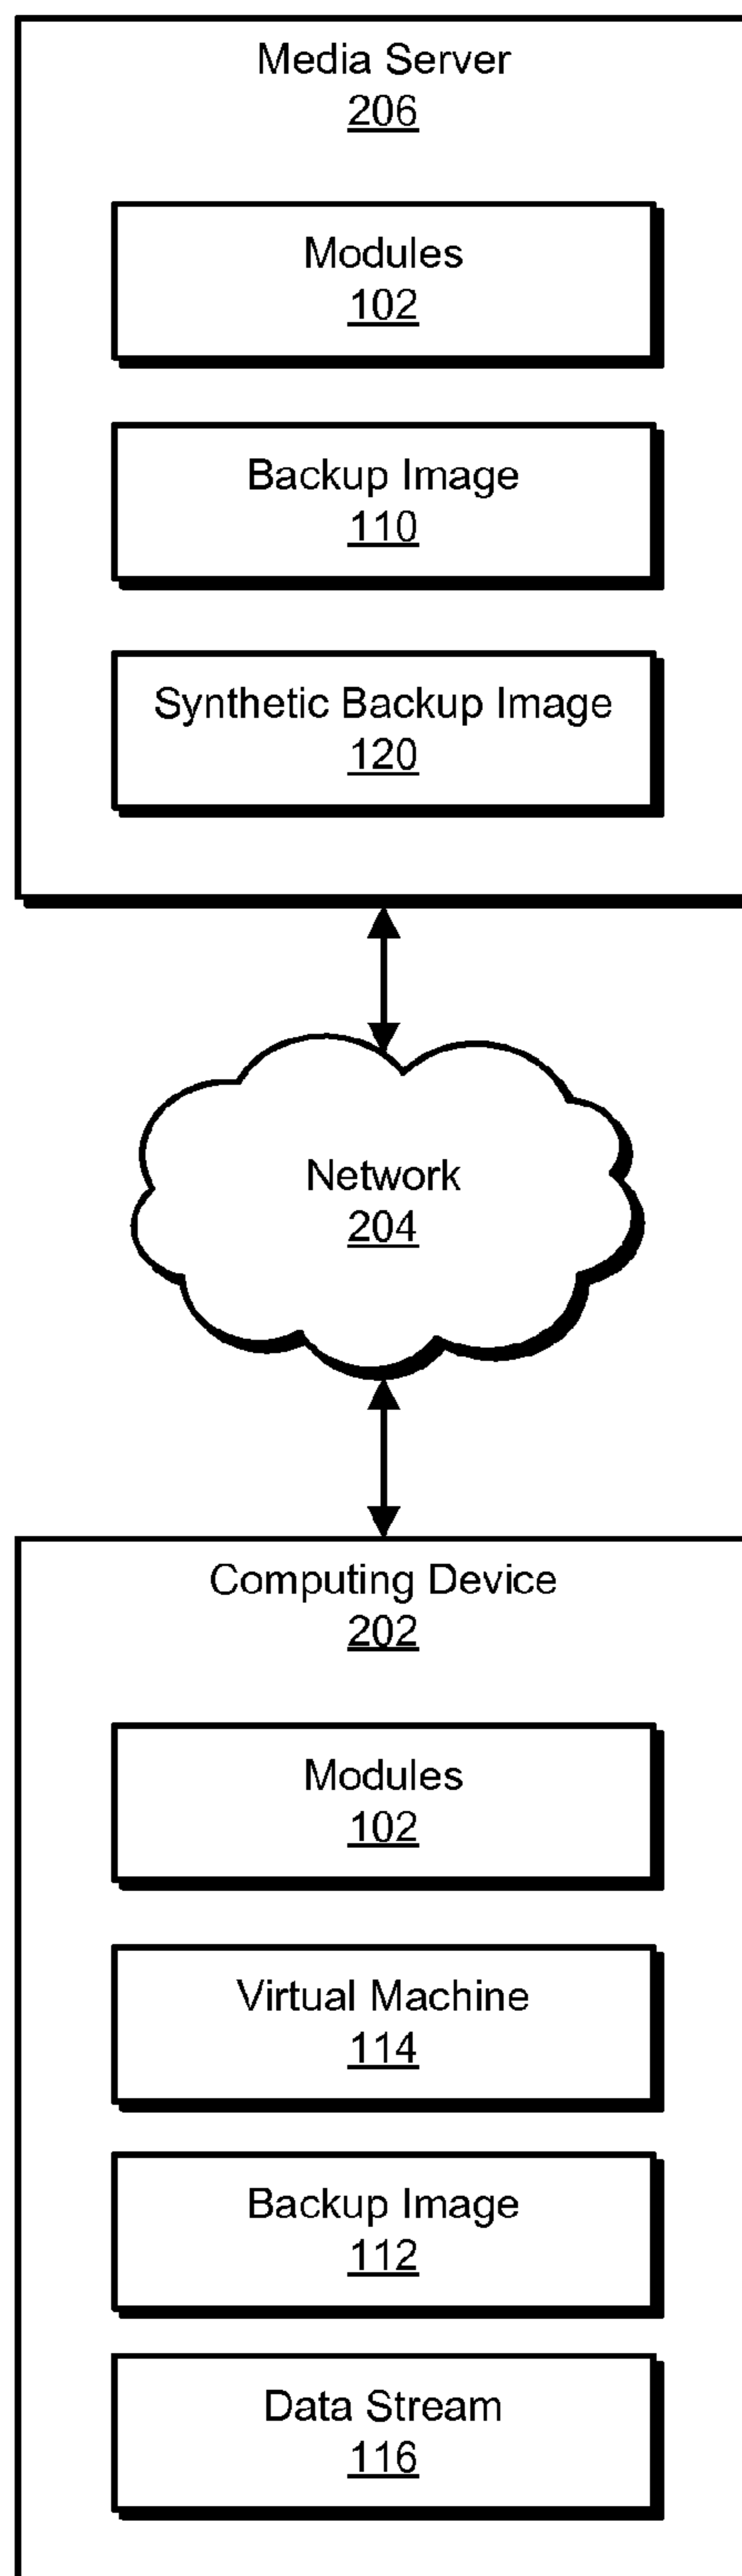 Media Server
206
Modules
102
Backup Image
110
Synthetic Backup Image
120
Network
204
Computing Device
202
Modules
102
Virtual Machine
114
Backup Image
112
Data Stream
116